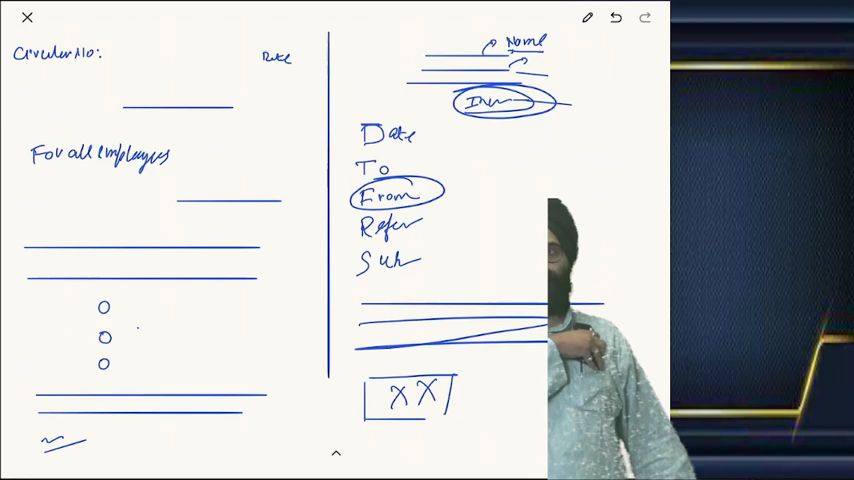 Circular No:
Date
For all employees
Name
Date
To
From
Refer
Sub
XX